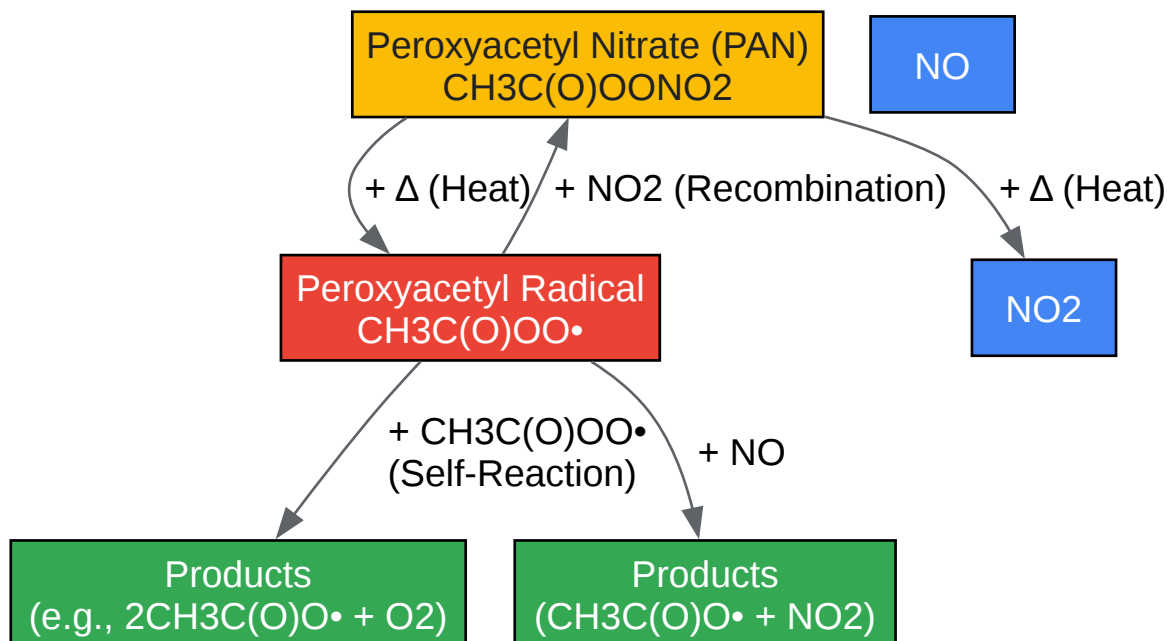 Peroxyacetyl Nitrate (PAN)
CH3C(O)OONO2
NO
+ Δ (Heat)
+ NO2 (Recombination)
+ Δ (Heat)
Peroxyacetyl Radical
CH3C(O)OO•
NO2
+ CH3C(O)OO•
(Self-Reaction)
+ NO
Products
(e.g., 2CH3C(O)O• + O2)
Products
(CH3C(O)O• + NO2)